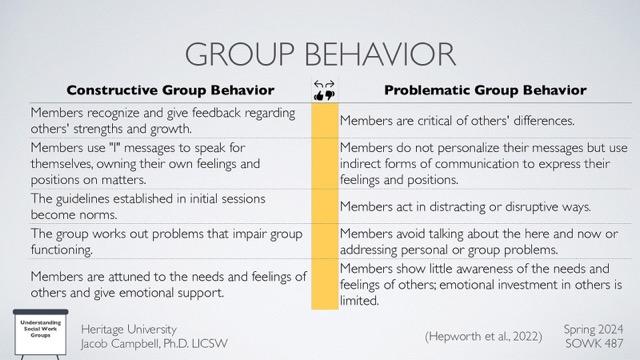 GROUP BEHAVIOR
Constructive Group Behavior
Problematic Group Behavior
Members recognize and give feedback regarding
others' strengths and growth.
Members are critical of others' differences.
Members use "I" messages to speak for
themselves, owning their own feelings and
positions on matters.
Members do not personalize their messages but use
indirect forms of communication to express their
feelings and positions.
The guidelines established in initial sessions
become norms.
Members act in distracting or disruptive ways.
The group works out problems that impair group
functioning.
Members avoid talking about the here and now or
addressing personal or group problems.
Members are attuned to the needs and feelings of
others and give emotional support.
Members show little awareness of the needs and
feelings of others; emotional investment in others is
limited.
Understanding
Social Work
Groups
Heritage University
Jacob Campbell, Ph.D. LICSW
(Hepworth et al., 2022)
Spring 2024
SOWK 487